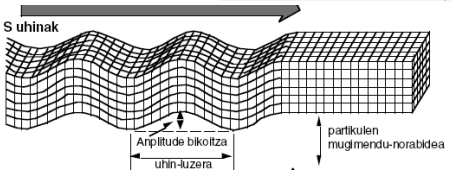 S uhinak
Anplitude bikoitza
uhin-luzera
partikulen
mugimendu-norabidea